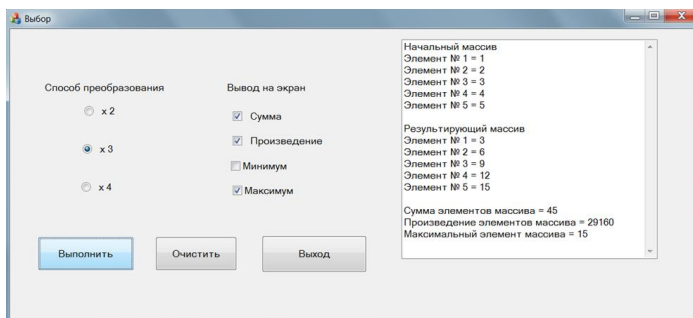 Выбор
Способ преобразования
x 2
x 3
x 4
Вывод на экран
Сумма
Произведение
Минимум
Максимум
Выполнить
Очистить
Выход
Начальный массив
Элемент № 1 = 1
Элемент № 2 = 2
Элемент № 3 = 3
Элемент № 4 = 4
Элемент № 5 = 5
Результирующий массив
Элемент № 1 = 3
Элемент № 2 = 6
Элемент № 3 = 9
Элемент № 4 = 12
Элемент № 5 = 15
Сумма элементов массива = 45
Произведение элементов массива = 29160
Максимальный элемент массива = 15